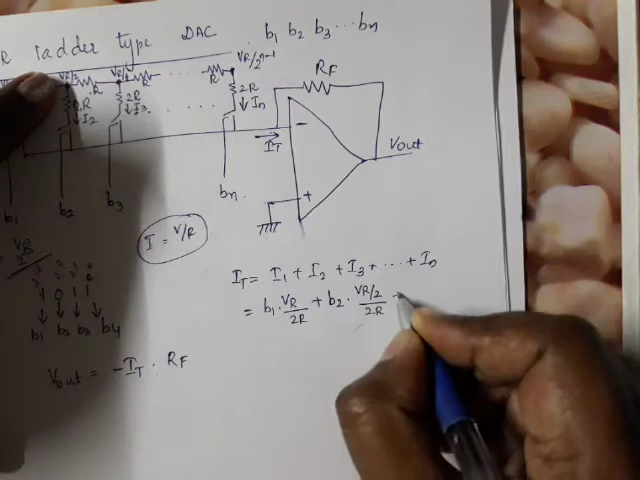 R ladder type DAC
b1 b2 b3 ... bn
R R R VR/2^n-1
2R 2R 2R
↓I2 ↓I3 ↓In
RF
IT
-
+
Vout
b1 b2 b3 bn
VR/2
I = V/R
1 0 1 1
b1 b2 b3 b4
IT = I1 + I2 + I3 + ... + In
= b1 . VR/2R + b2 . VR/2/2R
Vout = -IT . RF